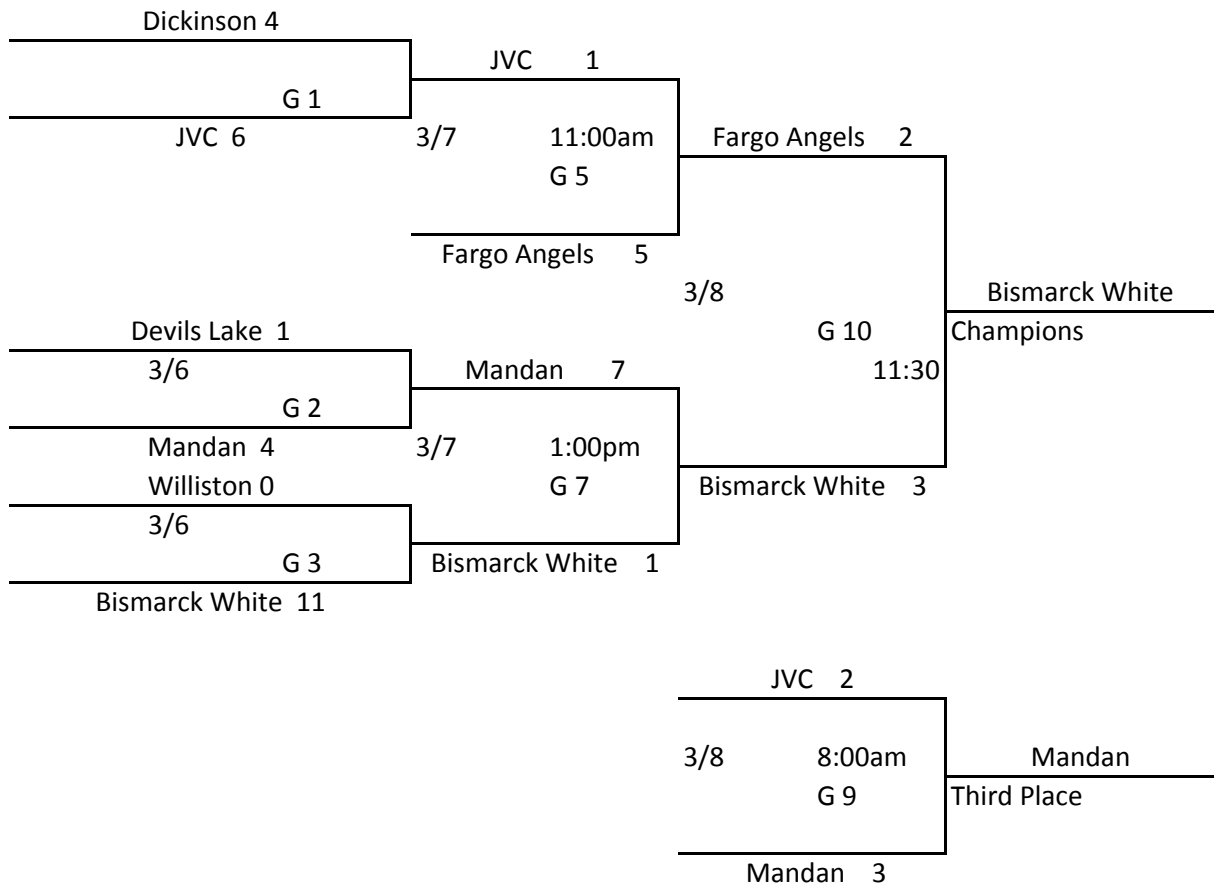 Dickinson 4
JVC 1
G 1
JVC 6
3/7 11:00am
Fargo Angels 2
G 5
Fargo Angels 5
3/8
Bismarck White
Devils Lake 1
G 10
Champions
3/6
Mandan 7
11:30
G 2
Mandan 4
3/7 1:00pm
Williston 0
G 7
Bismarck White 3
3/6
G 3
Bismarck White 1
Bismarck White 11
JVC 2
3/8 8:00am
Mandan
G 9
Third Place
Mandan 3